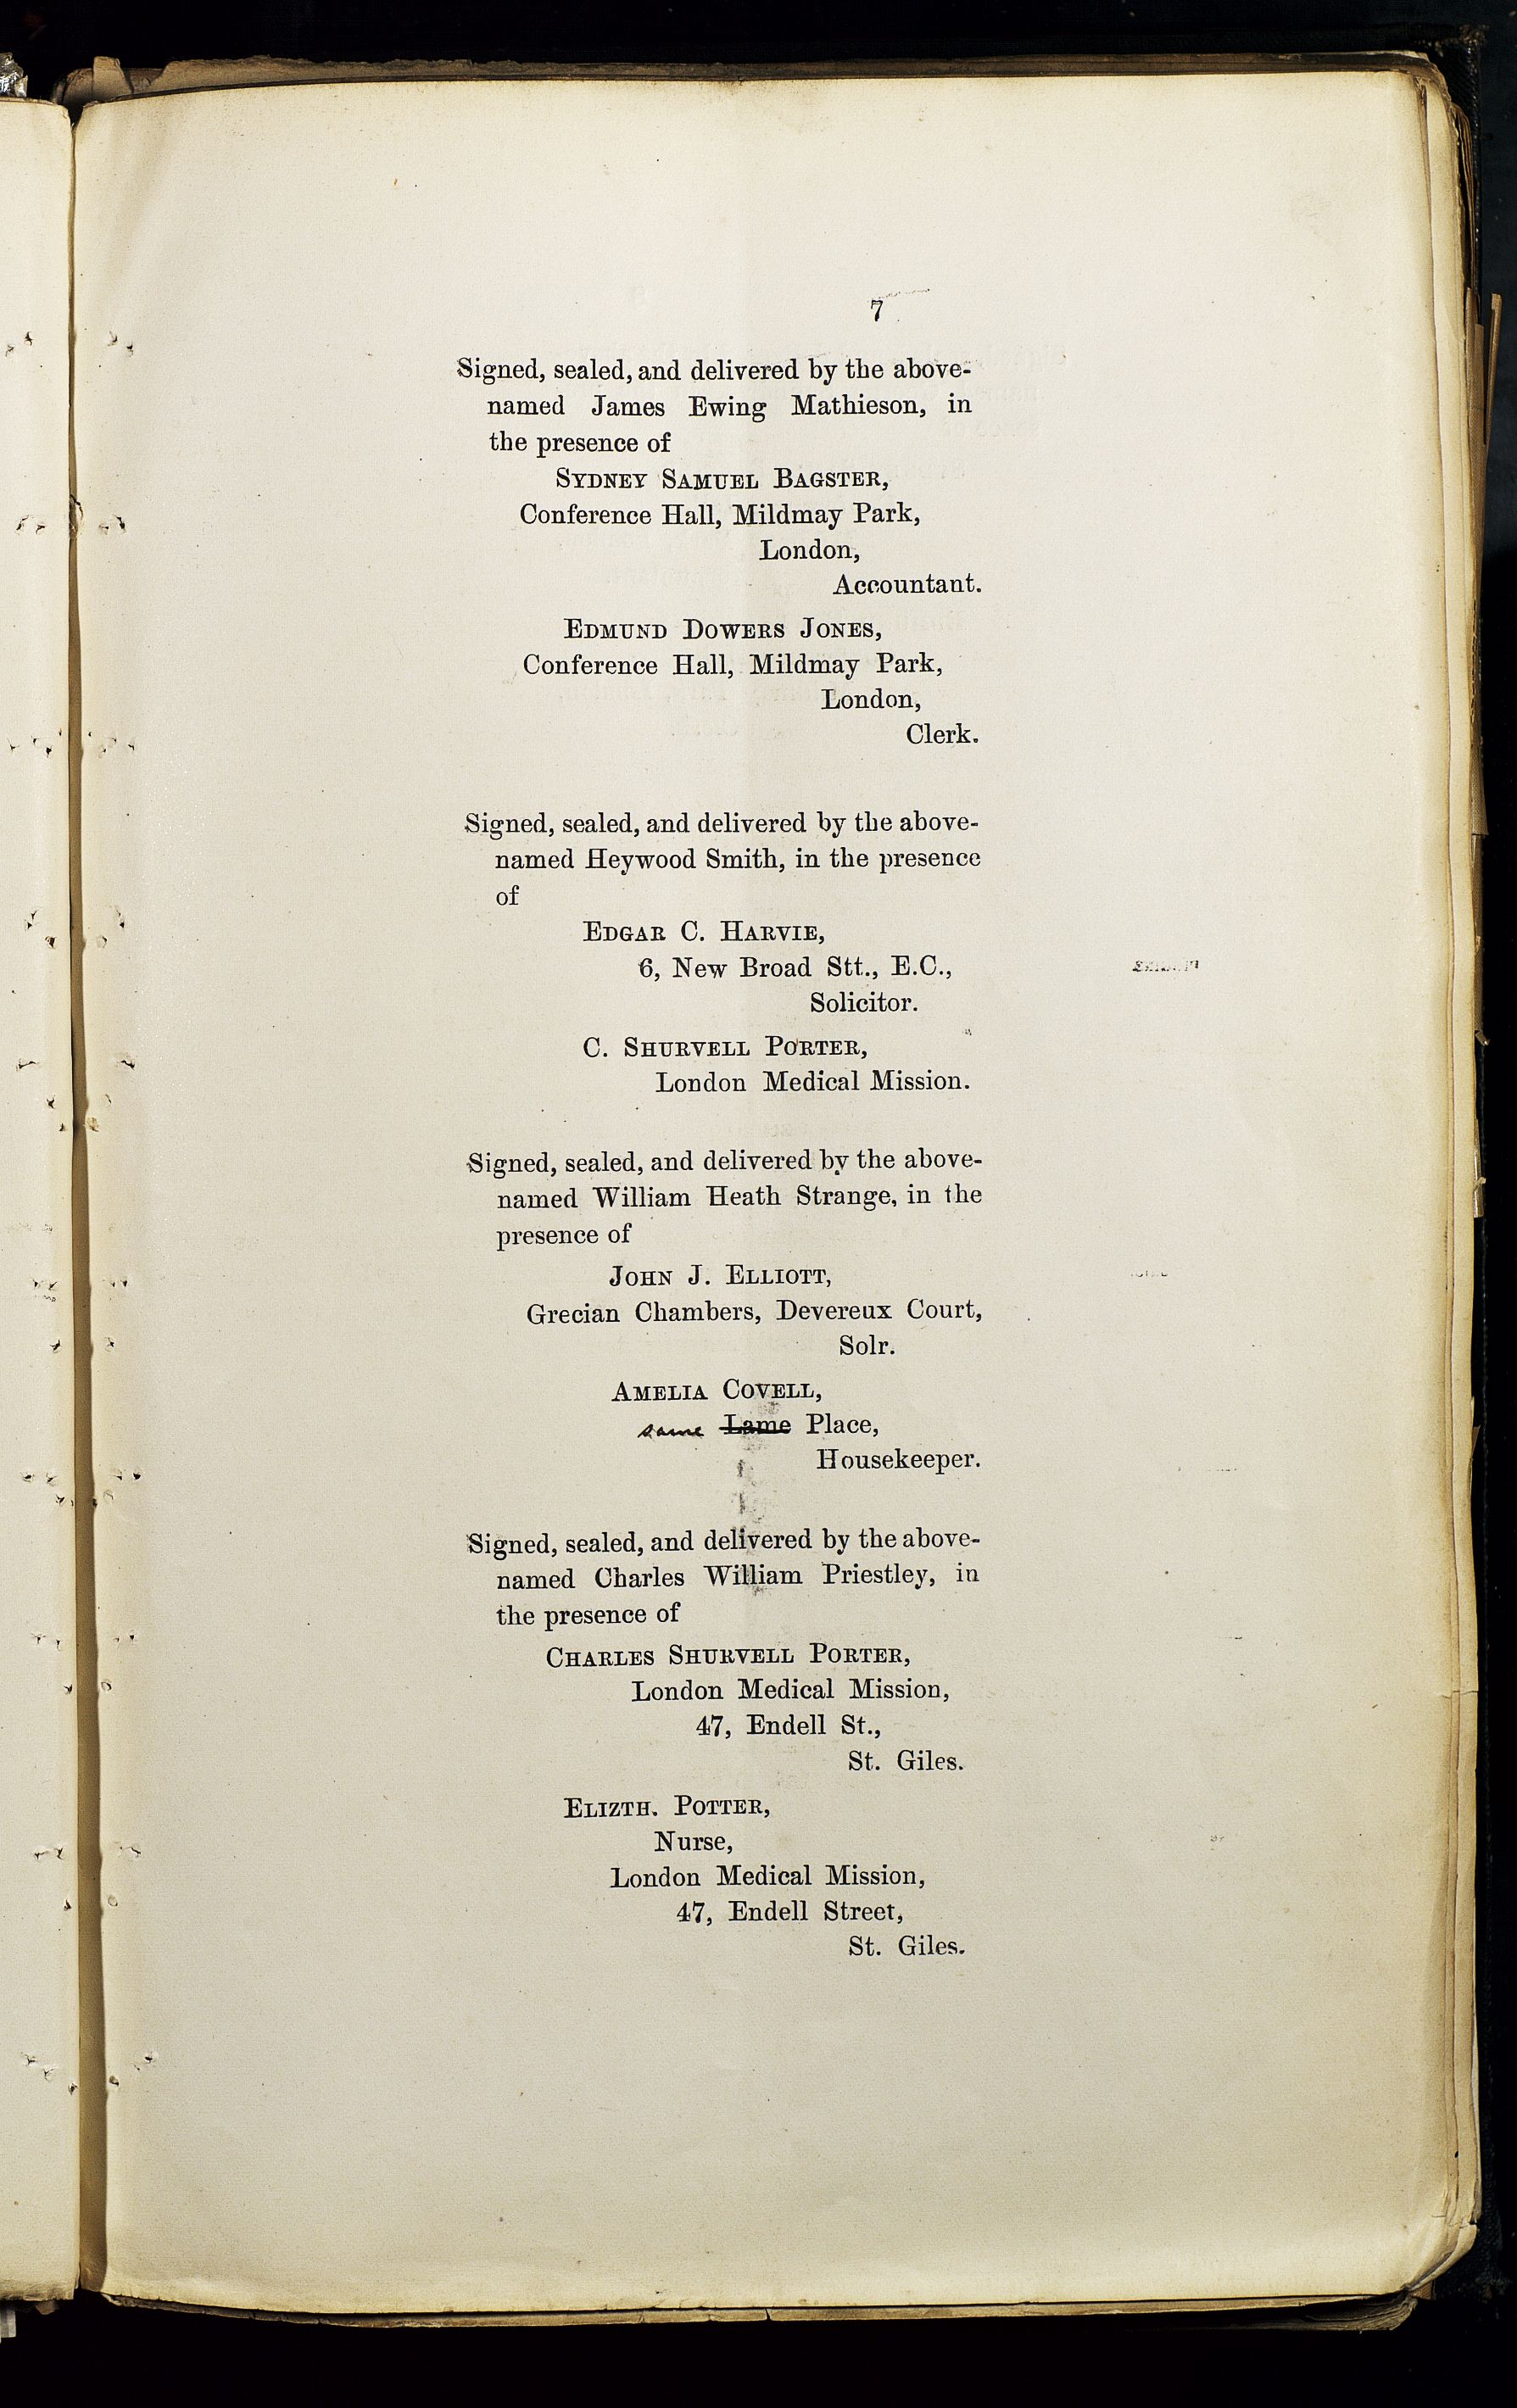 7
Signed, sealed, and delivered by the above-
named James Ewing Mathieson, in
the presence of
SYDNEY SAMUEL BAGSTER,
Conference Hall, Mildmay Park,
London,
Accountant.
EDMUND DOWERS JONES,
Conference Hall, Mildmay Park,
London,
Clerk.
Signed, sealed, and delivered by the above-
named Heywood Smith, in the presence
of
EDGAR C. HARVIE,
6, New Broad Stt., E.C.,
Solicitor.
C. SHURVELL PORTER,
London Medical Mission.
Signed, sealed, and delivered by the above-
named William Heath Strange, in the
presence of
JOHN J. ELLIOTT,
Grecian Chambers, Devereux Court,
Solr.
AMELIA COVELL,
same Lame Place,
Housekeeper.
Signed, sealed, and delivered by the above-
named Charles William Priestley, in
the presence of
CHARLES SHURVELL PORTER,
London Medical Mission,
47, Endell St.,
St. Giles.
ELIZTH. POTTER,
Nurse,
London Medical Mission,
47, Endell Street,
St. Giles.